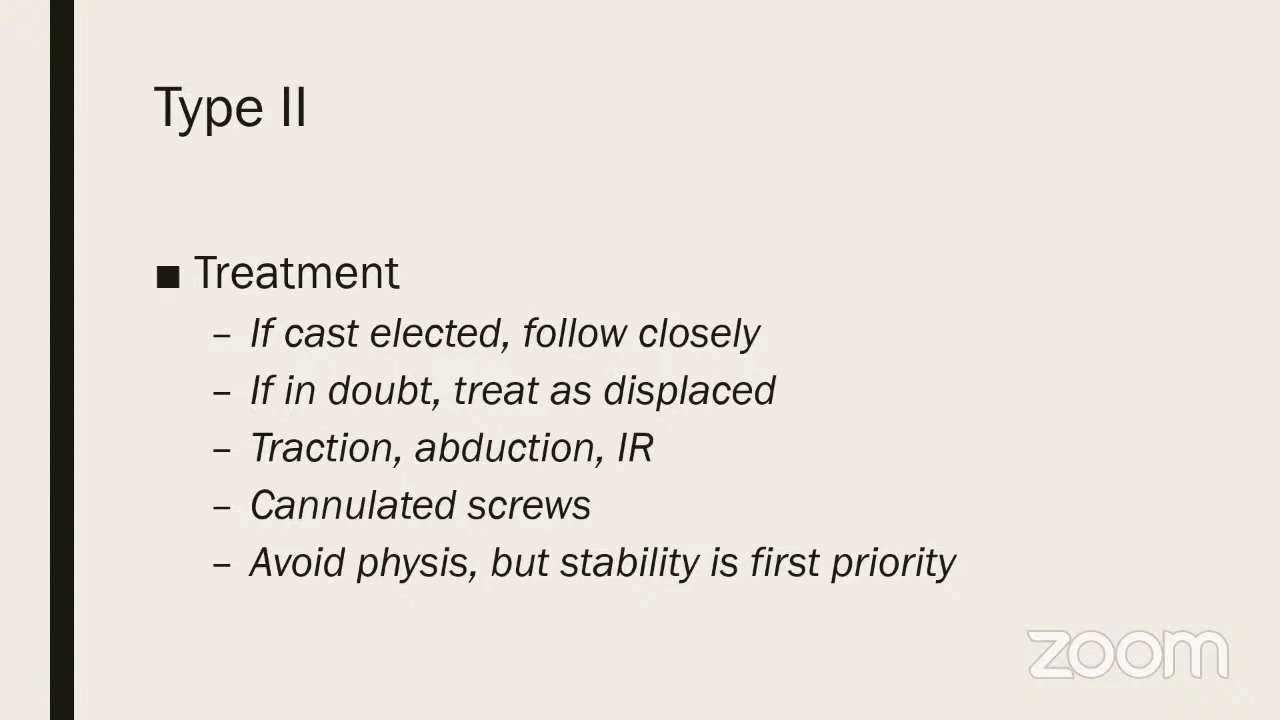 Type II
■ Treatment
– If cast elected, follow closely
– If in doubt, treat as displaced
– Traction, abduction, IR
– Cannulated screws
– Avoid physis, but stability is first priority
zoom